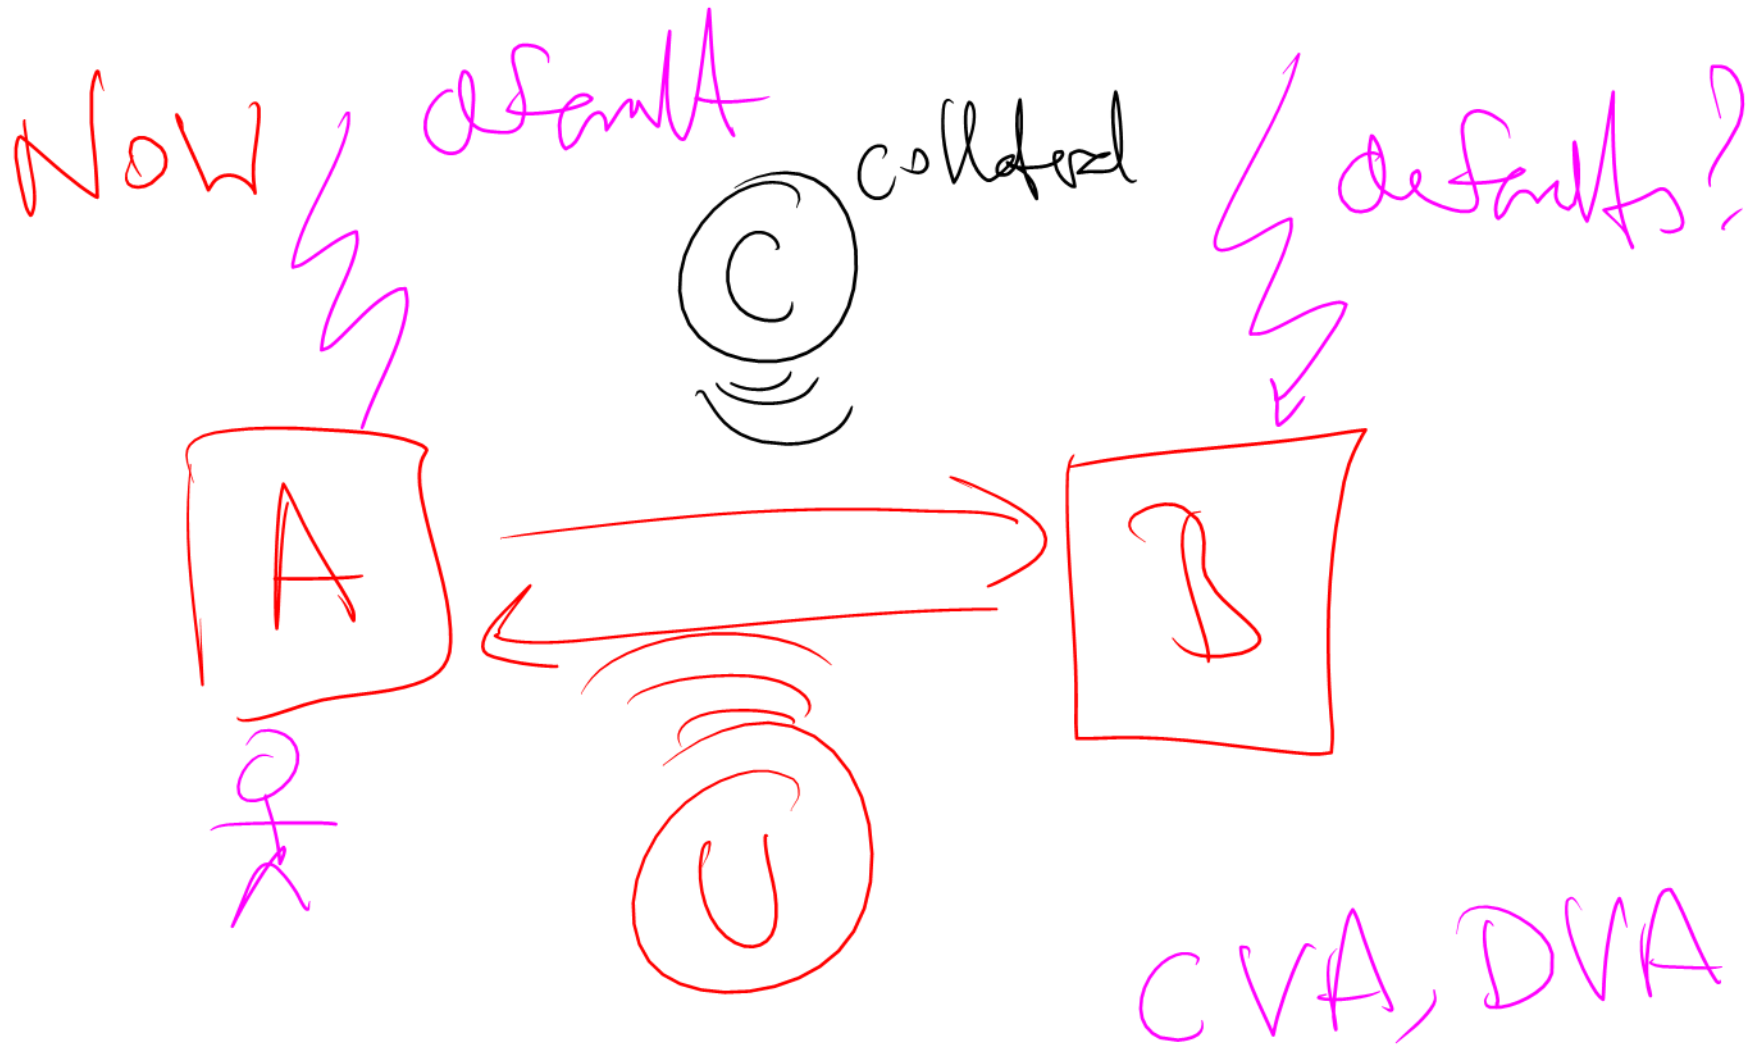 Now
default
collateral
defaults?
C
A
B
U
CVA, DVA